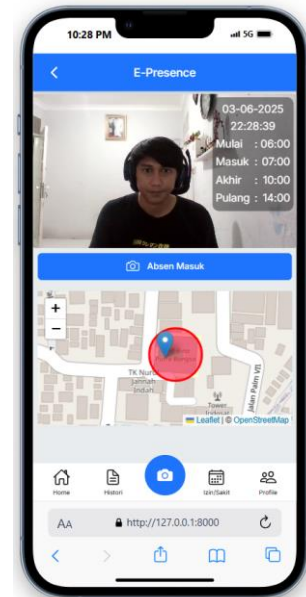 10:28 PM
5G
E-Presence
03-06-2025
22:28:39
Mulai : 06:00
Masuk : 07:00
Akhir : 10:00
Pulang : 14:00
Absen Masuk
+
−
TK Nurul
Jannah
Indah
Tower
Jalan Palm VII
Leaflet | © OpenStreetMap
Home
Histori
Izin/Sakit
Profile
AA
http://127.0.0.1:8000